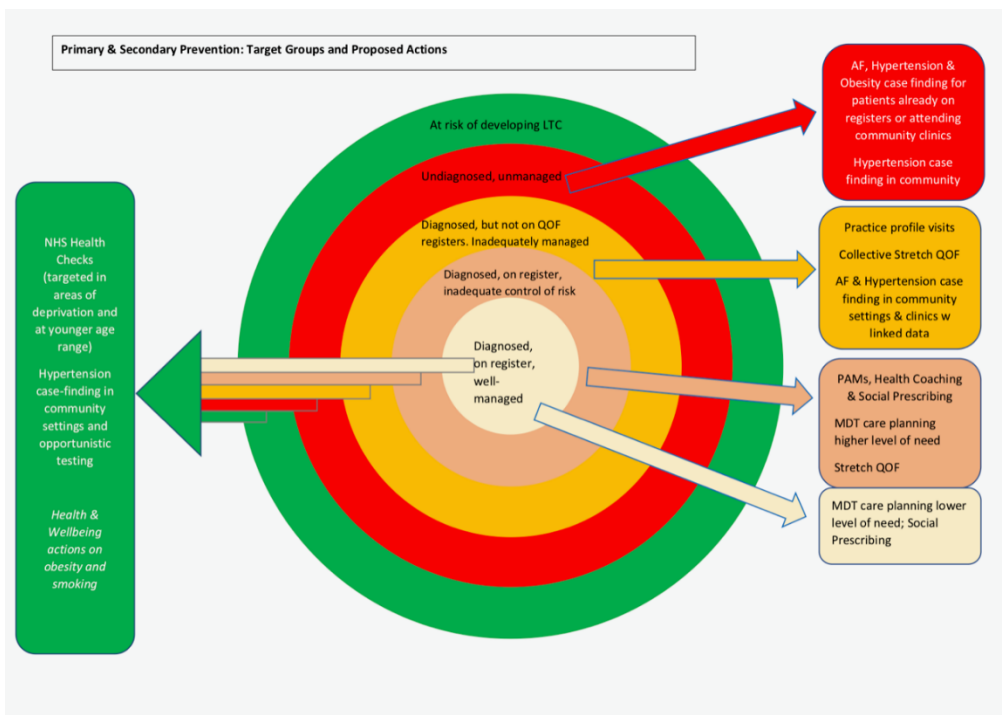 Primary & Secondary Prevention: Target Groups and Proposed Actions
At risk of developing LTC
Undiagnosed, unmanaged
Diagnosed, but not on QOF
registers. Inadequately managed
Diagnosed, on register,
inadequate control of risk
Diagnosed,
on register,
well-
managed
NHS Health
Checks
(targeted in
areas of
deprivation and
at younger age
range)
Hypertension
case-finding in
community
settings and
opportunistic
testing
Health &
Wellbeing
actions on
obesity and
smoking
AF, Hypertension &
Obesity case finding for
patients already on
registers or attending
community clinics
Hypertension case
finding in community
Practice profile visits
Collective Stretch QOF
AF & Hypertension case
finding in community
settings & clinics w
linked data
PAMs, Health Coaching
& Social Prescribing
MDT care planning
higher level of need
Stretch QOF
MDT care planning lower
level of need; Social
Prescribing